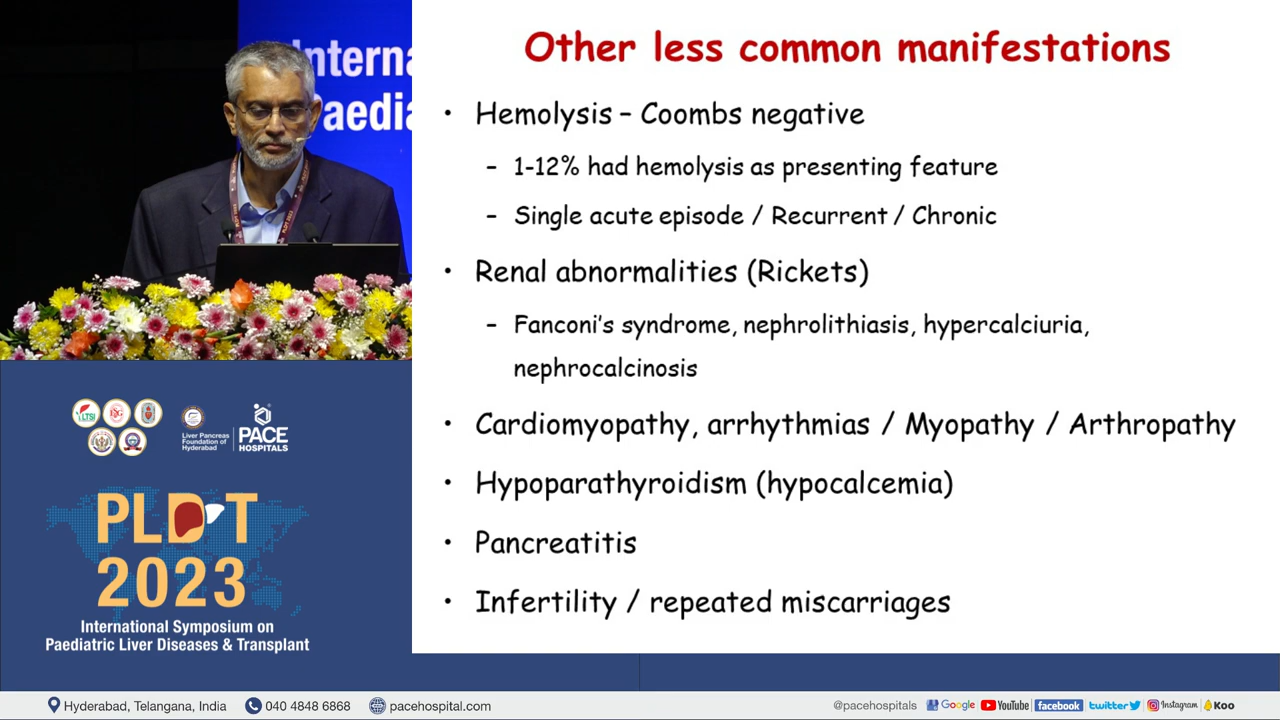 Interna
Paedia
Other less common manifestations
• Hemolysis – Coombs negative
– 1-12% had hemolysis as presenting feature
– Single acute episode / Recurrent / Chronic
• Renal abnormalities (Rickets)
– Fanconi's syndrome, nephrolithiasis, hypercalciuria,
nephrocalcinosis
• Cardiomyopathy, arrhythmias / Myopathy / Arthropathy
• Hypoparathyroidism (hypocalcemia)
• Pancreatitis
• Infertility / repeated miscarriages
LTSI
Liver Pancreas
Foundation of
Hyderabad
PACE
HOSPITALS
PLDT
2023
International Symposium on
Paediatric Liver Diseases & Transplant
Hyderabad, Telangana, India 040 4848 6868 pacehospital.com @pacehospitals Google YouTube facebook twitter Instagram Koo